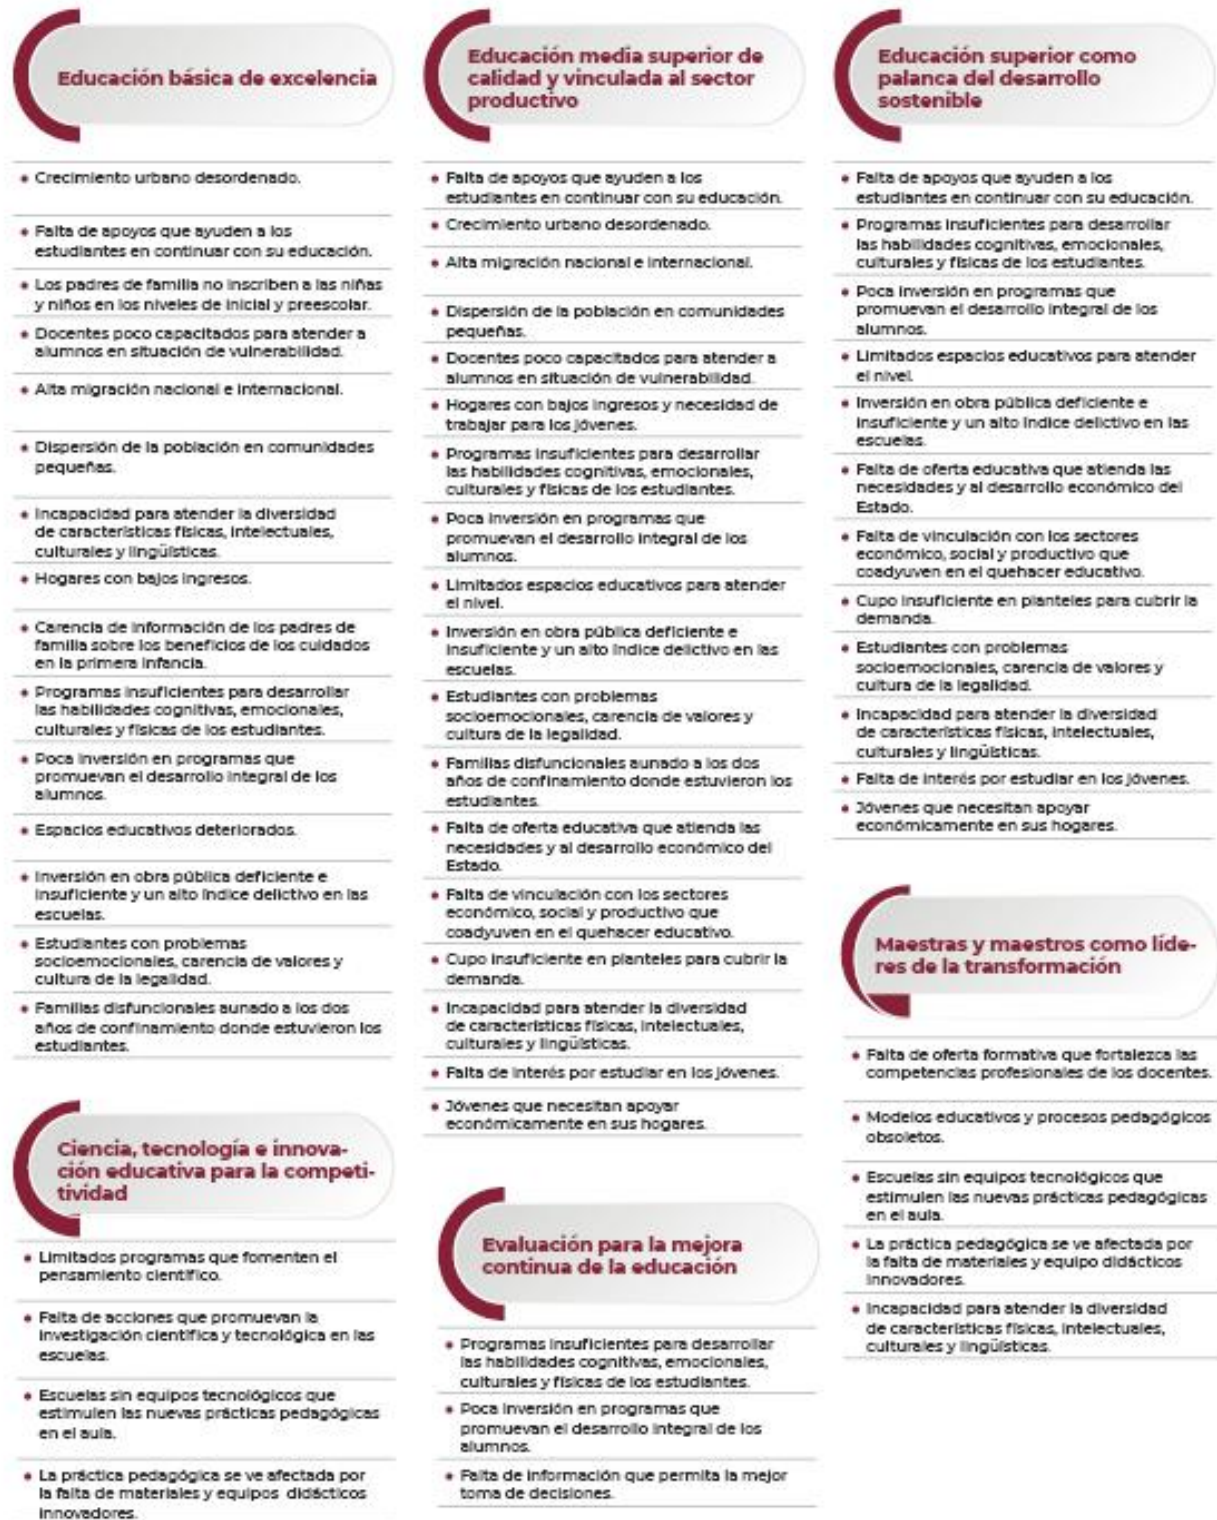 Educación básica de excelencia
• Crecimiento urbano desordenado.
• Falta de apoyos que ayuden a los
estudiantes en continuar con su educación.
• Los padres de familia no inscriben a las niñas
y niños en los niveles de inicial y preescolar.
• Docentes poco capacitados para atender a
alumnos en situación de vulnerabilidad.
• Alta migración nacional e internacional.
• Dispersión de la población en comunidades
pequeñas.
• Incapacidad para atender la diversidad
de características físicas, intelectuales,
culturales y lingüísticas.
• Hogares con bajos ingresos.
• Carencia de información de los padres de
familia sobre los beneficios de los cuidados
en la primera infancia.
• Programas insuficientes para desarrollar
las habilidades cognitivas, emocionales,
culturales y físicas de los estudiantes.
• Poca inversión en programas que
promuevan el desarrollo integral de los
alumnos.
• Espacios educativos deteriorados.
• Inversión en obra pública deficiente e
insuficiente y un alto índice delictivo en las
escuelas.
• Estudiantes con problemas
socioemocionales, carencia de valores y
cultura de la legalidad.
• Familias disfuncionales aunado a los dos
años de confinamiento donde estuvieron los
estudiantes.
Ciencia, tecnología e innova-
ción educativa para la competi-
tividad
• Limitados programas que fomenten el
pensamiento científico.
• Falta de acciones que promuevan la
investigación científica y tecnológica en las
escuelas.
• Escuelas sin equipos tecnológicos que
estimulen las nuevas prácticas pedagógicas
en el aula.
• La práctica pedagógica se ve afectada por
la falta de materiales y equipos didácticos
innovadores.
Educación media superior de
calidad y vinculada al sector
productivo
• Falta de apoyos que ayuden a los
estudiantes en continuar con su educación.
• Crecimiento urbano desordenado.
• Alta migración nacional e internacional.
• Dispersión de la población en comunidades
pequeñas.
• Docentes poco capacitados para atender a
alumnos en situación de vulnerabilidad.
• Hogares con bajos ingresos y necesidad de
trabajar para los jóvenes.
• Programas insuficientes para desarrollar
las habilidades cognitivas, emocionales,
culturales y físicas de los estudiantes.
• Poca inversión en programas que
promuevan el desarrollo integral de los
alumnos.
• Limitados espacios educativos para atender
el nivel.
• Inversión en obra pública deficiente e
insuficiente y un alto índice delictivo en las
escuelas.
• Estudiantes con problemas
socioemocionales, carencia de valores y
cultura de la legalidad.
• Familias disfuncionales aunado a los dos
años de confinamiento donde estuvieron los
estudiantes.
• Falta de oferta educativa que atienda las
necesidades y al desarrollo económico del
Estado.
• Falta de vinculación con los sectores
económico, social y productivo que
coadyuven en el quehacer educativo.
• Cupo insuficiente en planteles para cubrir la
demanda.
• Incapacidad para atender la diversidad
de características físicas, intelectuales,
culturales y lingüísticas.
• Falta de interés por estudiar en los jóvenes.
• Jóvenes que necesitan apoyar
económicamente en sus hogares.
Evaluación para la mejora
continua de la educación
• Programas insuficientes para desarrollar
las habilidades cognitivas, emocionales,
culturales y físicas de los estudiantes.
• Poca inversión en programas que
promuevan el desarrollo integral de los
alumnos.
• Falta de información que permita la mejor
toma de decisiones.
Educación superior como
palanca del desarrollo
sostenible
• Falta de apoyos que ayuden a los
estudiantes en continuar con su educación.
• Programas insuficientes para desarrollar
las habilidades cognitivas, emocionales,
culturales y físicas de los estudiantes.
• Poca inversión en programas que
promuevan el desarrollo integral de los
alumnos.
• Limitados espacios educativos para atender
el nivel.
• Inversión en obra pública deficiente e
insuficiente y un alto índice delictivo en las
escuelas.
• Falta de oferta educativa que atienda las
necesidades y al desarrollo económico del
Estado.
• Falta de vinculación con los sectores
económico, social y productivo que
coadyuven en el quehacer educativo.
• Cupo insuficiente en planteles para cubrir la
demanda.
• Estudiantes con problemas
socioemocionales, carencia de valores y
cultura de la legalidad.
• Incapacidad para atender la diversidad
de características físicas, intelectuales,
culturales y lingüísticas.
• Falta de interés por estudiar en los jóvenes.
• Jóvenes que necesitan apoyar
económicamente en sus hogares.
Maestras y maestros como líde-
res de la transformación
• Falta de oferta formativa que fortalezca las
competencias profesionales de los docentes.
• Modelos educativos y procesos pedagógicos
obsoletos.
• Escuelas sin equipos tecnológicos que
estimulen las nuevas prácticas pedagógicas
en el aula.
• La práctica pedagógica se ve afectada por
la falta de materiales y equipo didácticos
innovadores.
• Incapacidad para atender la diversidad
de características físicas, intelectuales,
culturales y lingüísticas.